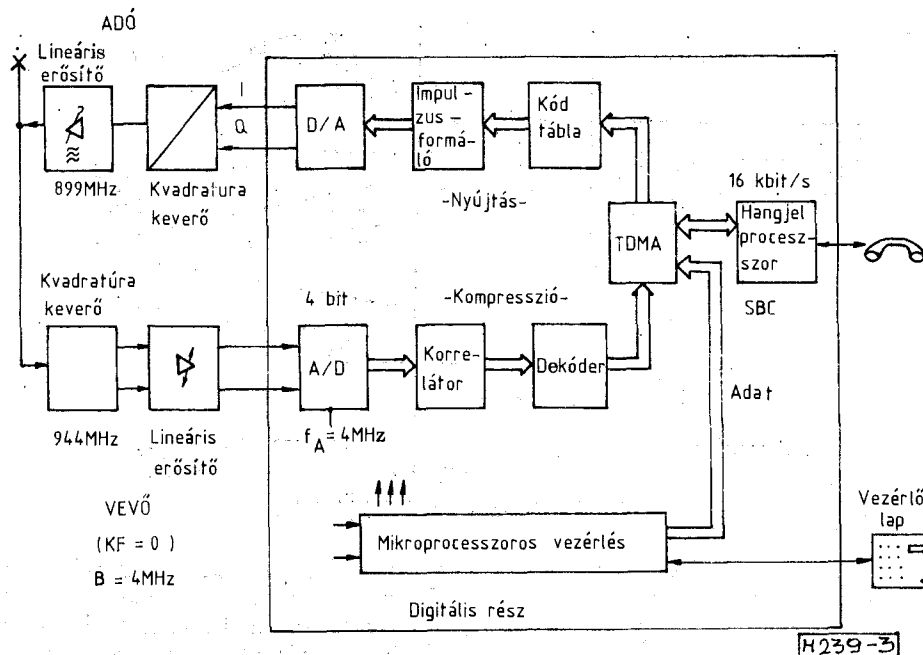 ADÓ
Lineáris
erősítő
899MHz
Kvadratura
keverő
I
Q
D/A
Impul-
zus-
formá-
ló
Kód
tábla
-Nyújtás-
TDMA
16 kbit/s
Hangjel
procesz-
szor
SBC
Kvadratúra
keverő
944MHz
Lineáris
erősítő
4 bit
A/D
fA=4MHz
-Kompresszió-
Korre-
látor
Dekóder
Adat
VEVŐ
(KF=0)
B=4MHz
Mikroprocesszoros vezérlés
Vezérlő
lap
Digitális rész
H239-3